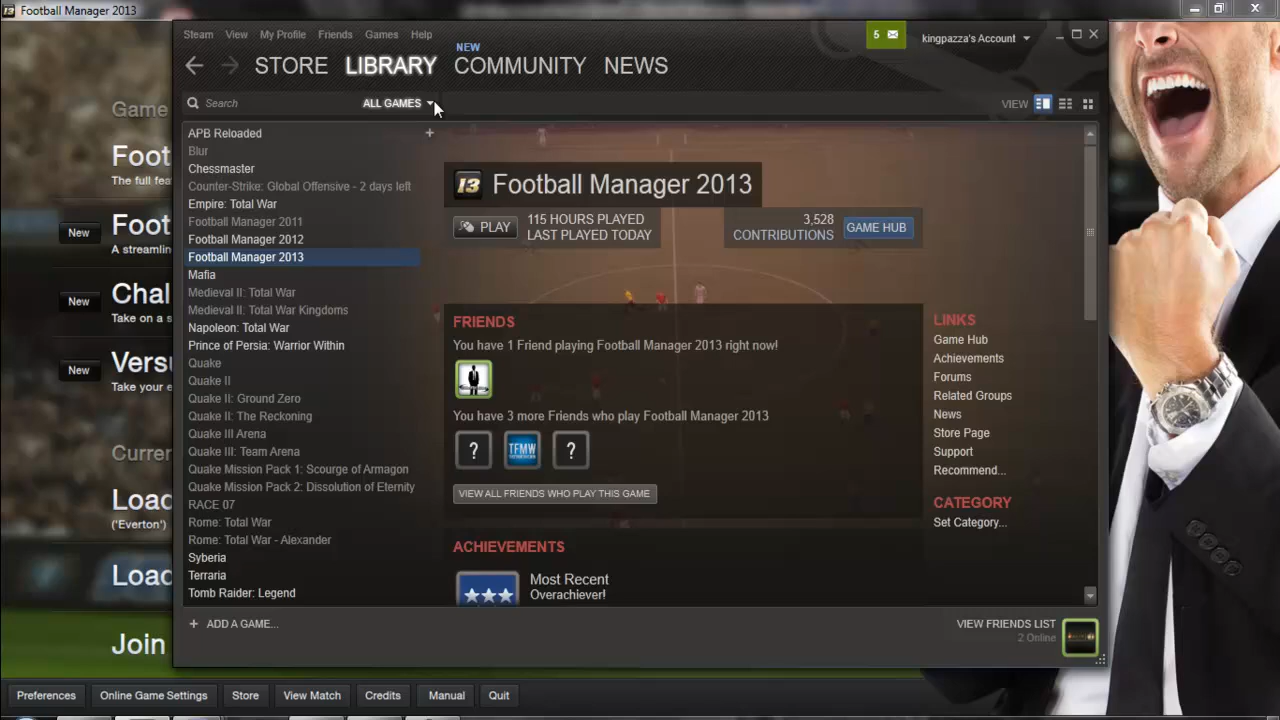 Football Manager 2013
Steam View My Profile Friends Games Help
5
kingpazza's Account
NEW
STORE LIBRARY COMMUNITY NEWS
Search
ALL GAMES
VIEW
APB Reloaded
Blur
Chessmaster
Counter-Strike: Global Offensive - 2 days left
Empire: Total War
Football Manager 2011
Football Manager 2012
Football Manager 2013
Mafia
Medieval II: Total War
Medieval II: Total War Kingdoms
Napoleon: Total War
Prince of Persia: Warrior Within
Quake
Quake II
Quake II: Ground Zero
Quake II: The Reckoning
Quake III Arena
Quake III: Team Arena
Quake Mission Pack 1: Scourge of Armagon
Quake Mission Pack 2: Dissolution of Eternity
RACE 07
Rome: Total War
Rome: Total War - Alexander
Syberia
Terraria
Tomb Raider: Legend
+ ADD A GAME...
13 Football Manager 2013
PLAY
115 HOURS PLAYED
LAST PLAYED TODAY
3,528
CONTRIBUTIONS
GAME HUB
FRIENDS
You have 1 Friend playing Football Manager 2013 right now!
You have 3 more Friends who play Football Manager 2013
? TFMW ?
VIEW ALL FRIENDS WHO PLAY THIS GAME
ACHIEVEMENTS
Most Recent
Overachiever!
LINKS
Game Hub
Achievements
Forums
Related Groups
News
Store Page
Support
Recommend...
CATEGORY
Set Category...
VIEW FRIENDS LIST
2 Online
Game
Foot
The full fea
New
Foot
A streamlin
New
Chal
Take on a s
New
Versu
Take your e
Curren
Load
('Everton')
Load
Join
Preferences Online Game Settings Store View Match Credits Manual Quit